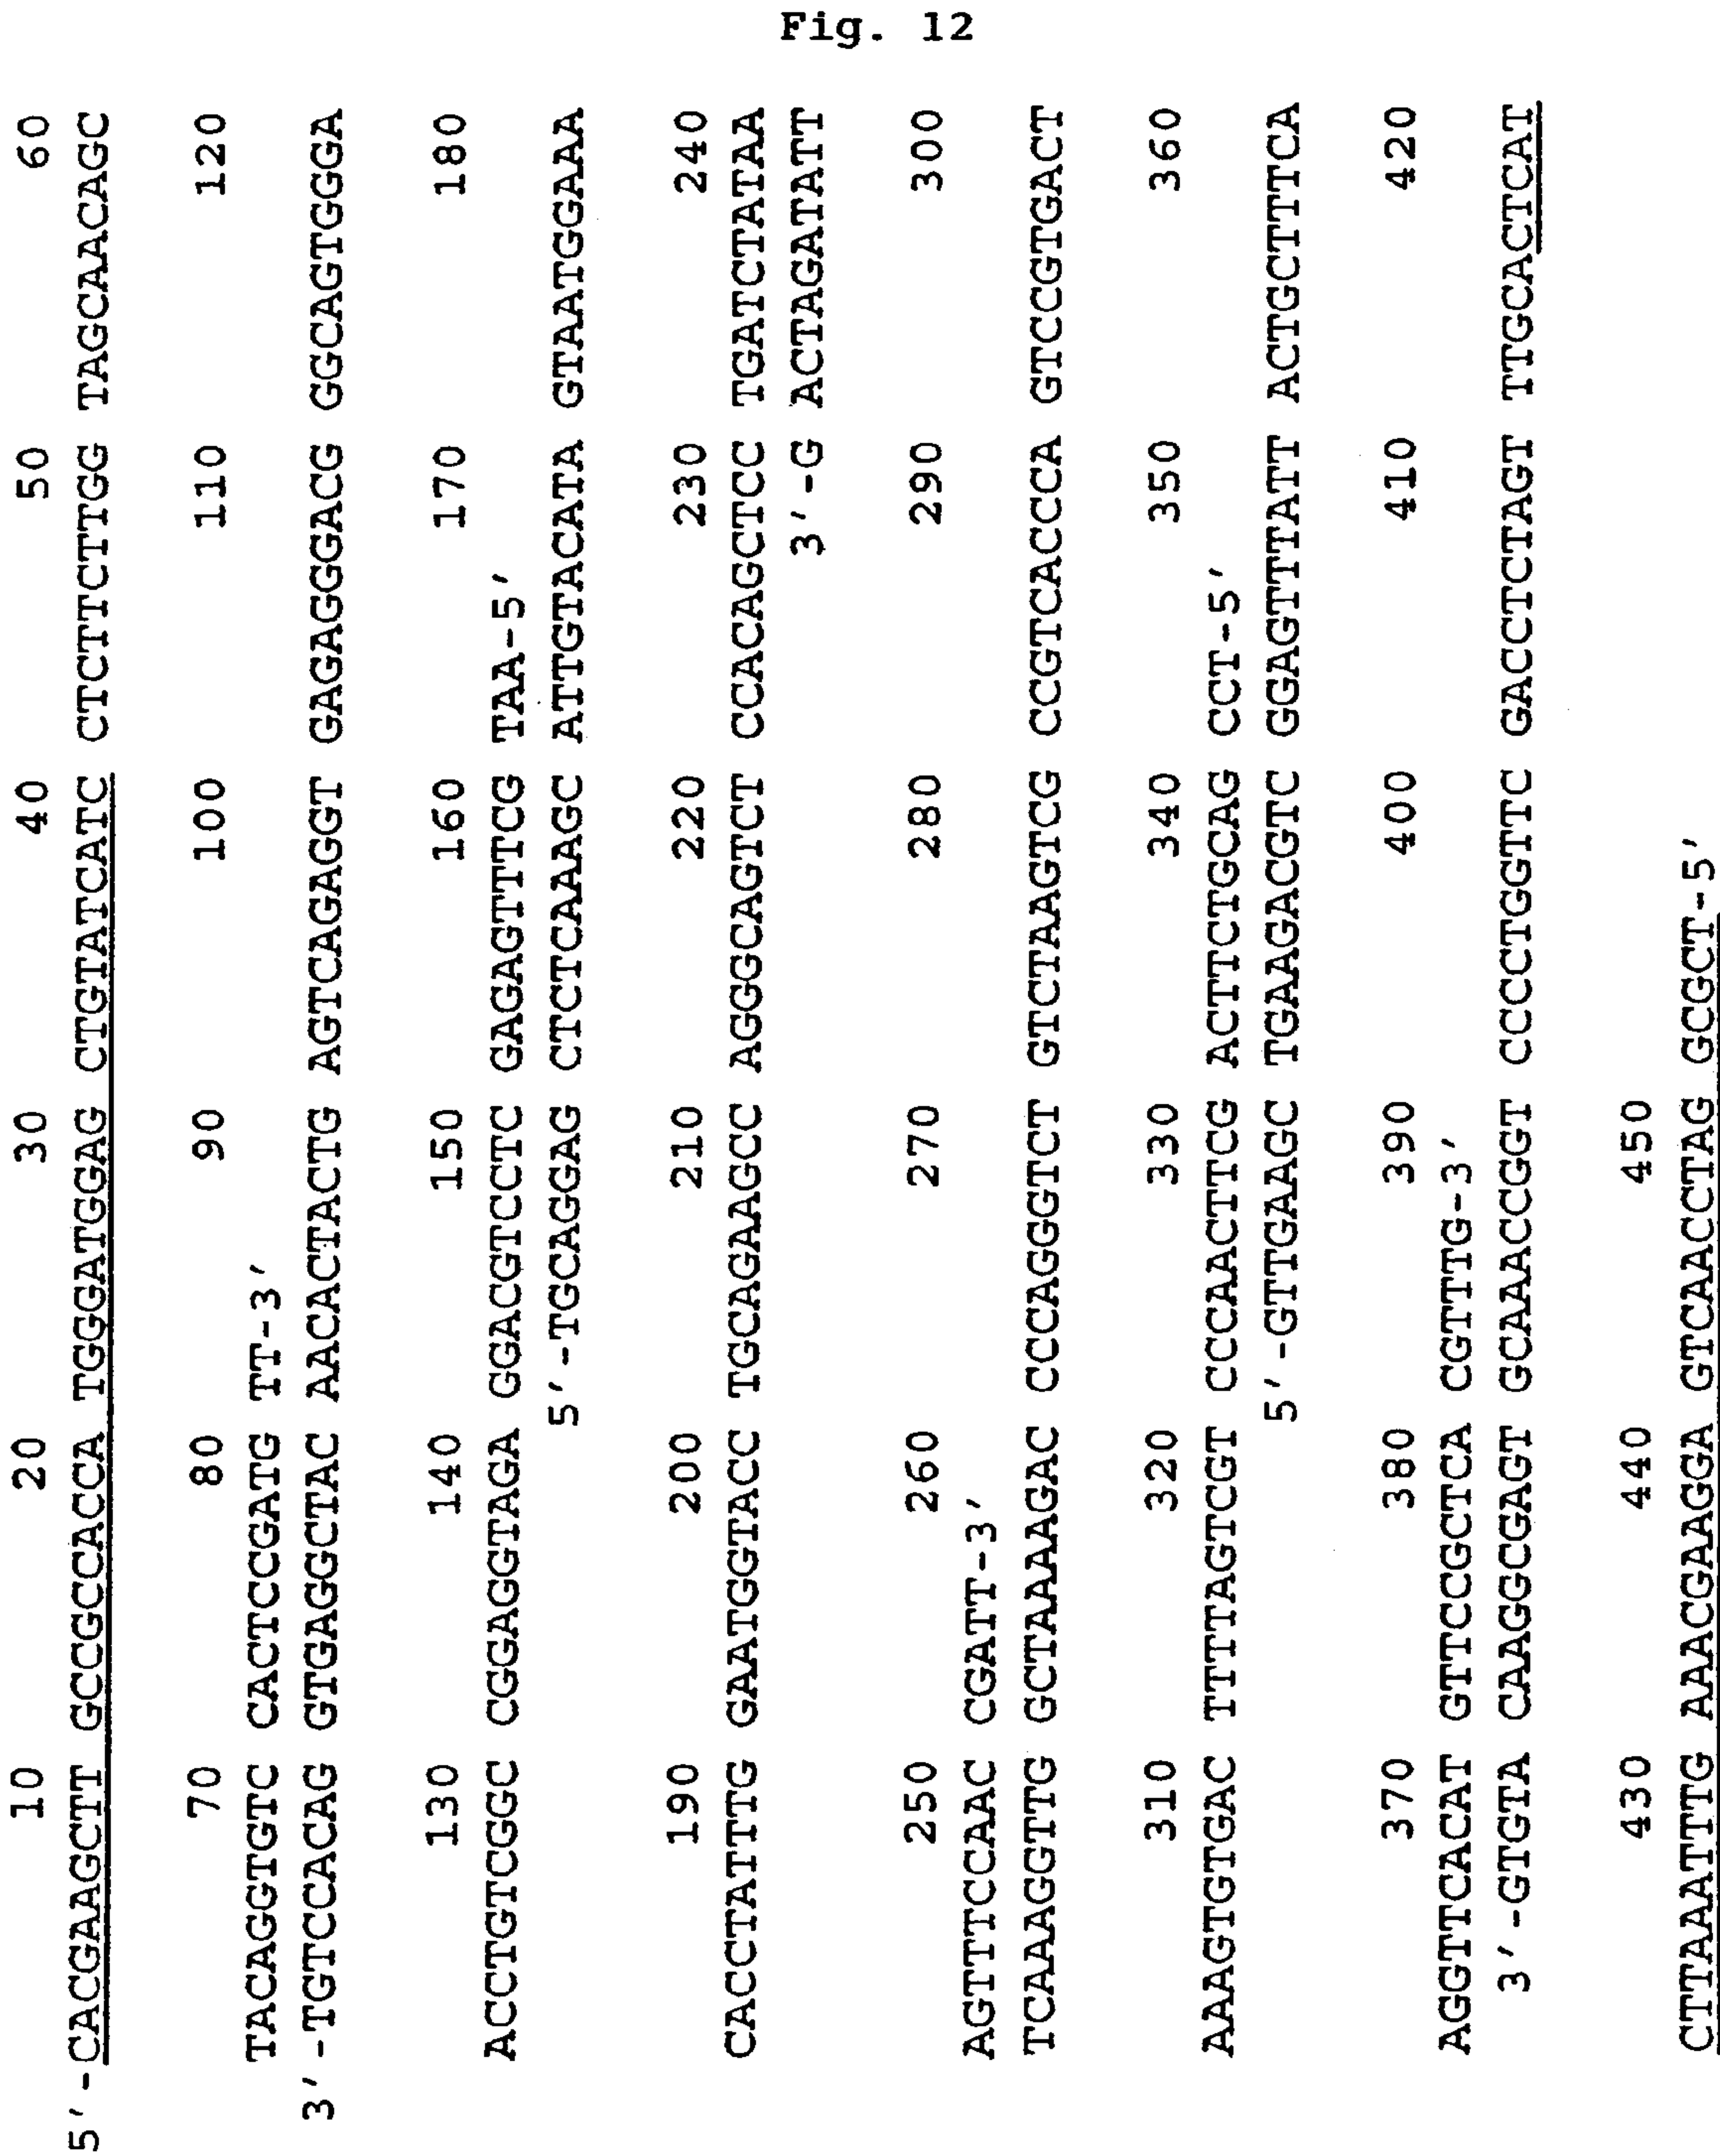 Fig. 12
10 20 30 40 50 60
5'-CACGAAGCTT GCCGCCACCA TGGATGGAG CTGTATCATC CTCTTCTTGG TAGCAACAGC
70 80 90 100 110 120
TACAGGTGTC CACTCCGATG TT-3'
3'-TGTCCACAG GTGAGGCTAC AACACTACTG AGTCAGAGGT GAGAGGGACG GGCAGTGGGA
130 140 150 160 170 180
ACCTGTCGGC CGGAGGTAGA GGACGTCCTC GAGAGTTTCG TAA-5'
5'-TGCAGGAG CTCTCAAAGC ATTGTACATA GTAATGGAAA
190 200 210 220 230 240
CACCTATTTG GAATGGTACC TGCAGAAGCC AGGGCAGTCT CCACAGCTCC TGATCTATAA
3'-G ACTAGATATT
250 260 270 280 290 300
AGTTTCCAAC CGATT-3'
TCAAAGGTTG GCTAAAAGAC CCCAGGGTCT GTCTAAGTCG CCGTCACCCA GTCCGTGACT
310 320 330 340 350 360
AAAGTGTGAC TTTTAGTCGT CCCAACTTCG ACTTCTGCAG CCT-5'
5'-GTTGAAGC TGAAGACGTC GGAGTTTATT ACTGCTTTCA
370 380 390 400 410 420
AGGTTCACAT GTTCCGCTCA CGTTTG-3'
3'-GTGTA CAAGGCGAGT GCAAACCGGT CCCCTGGTTC GACCTCTAGT TTGCACTCAT
430 440 450
CTTAAATTTG AAACGAAGGA GTCAACCTAG GCGCT-5'